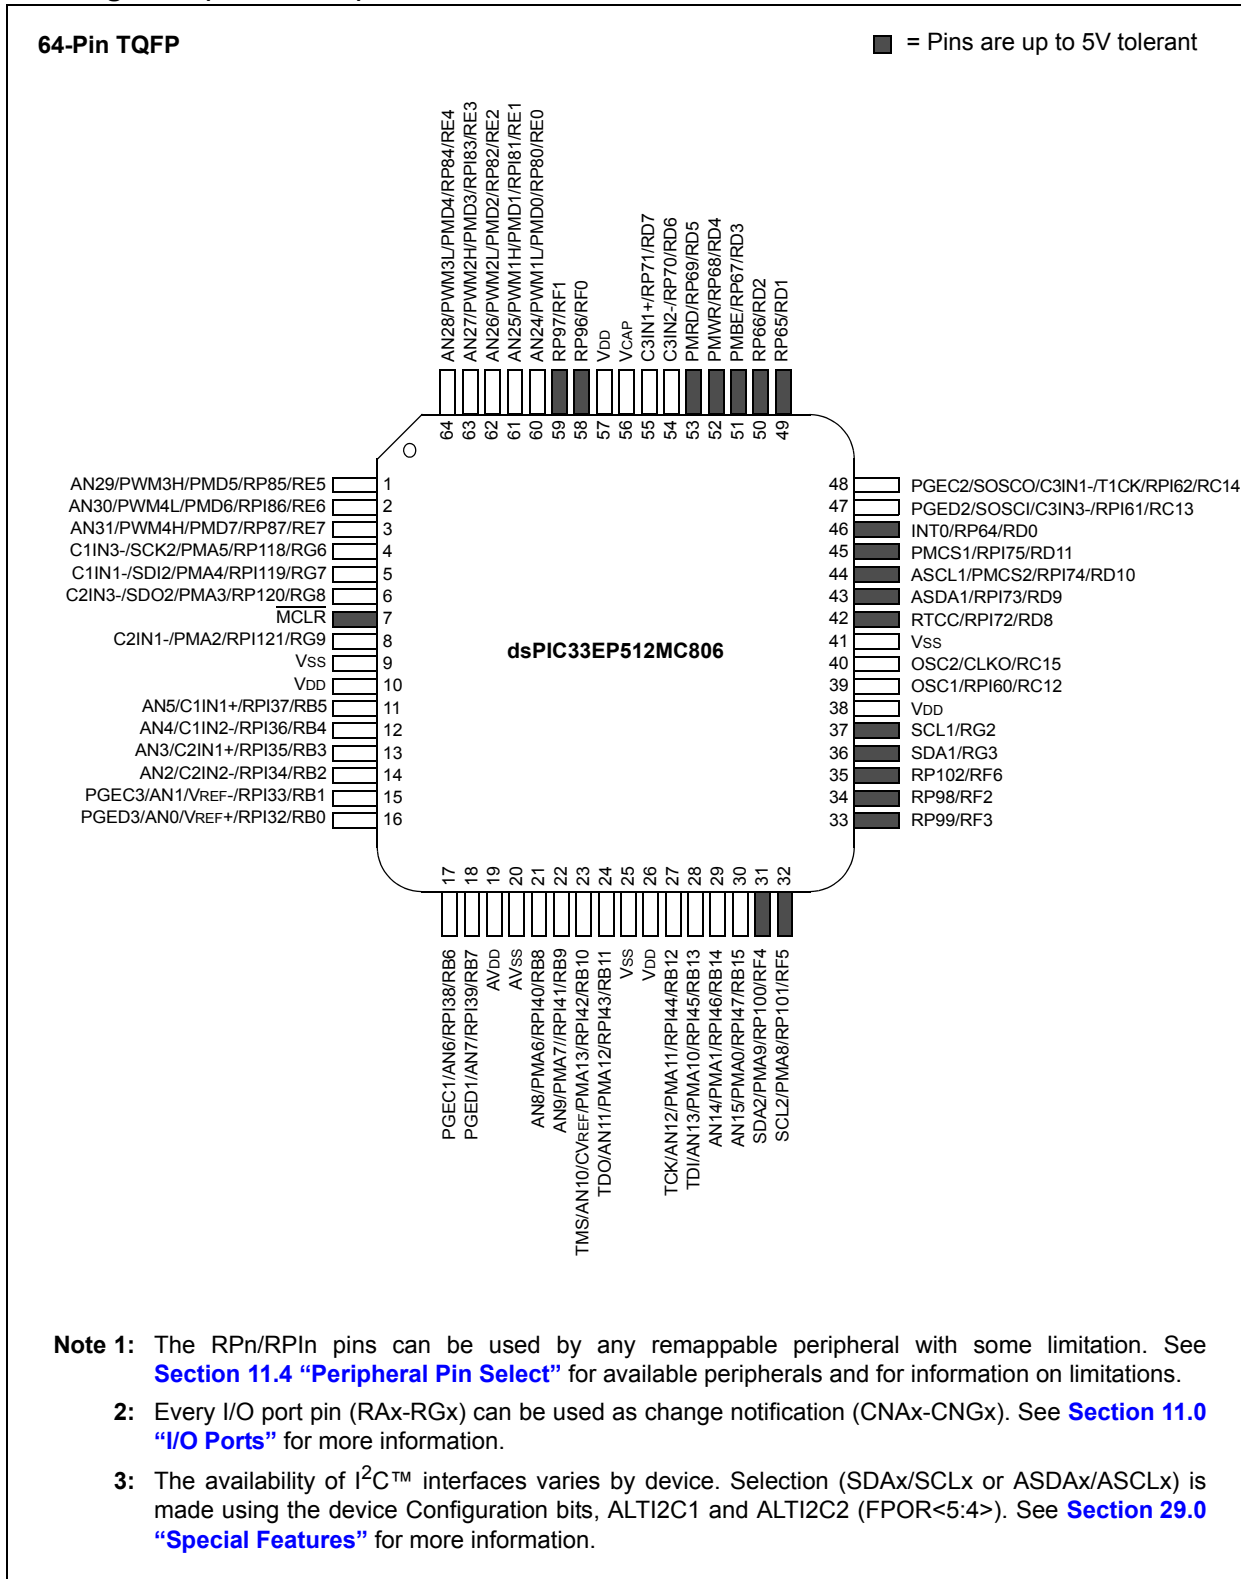 64-Pin TQFP
= Pins are up to 5V tolerant
AN28/PWM3L/PMD4/RP84/RE4
AN27/PWM2H/PMD3/RPI83/RE3
AN26/PWM2L/PMD2/RP82/RE2
AN25/PWM1H/PMD1/RPI81/RE1
AN24/PWM1L/PMD0/RP80/RE0
RP97/RF1
RP96/RF0
VDD
VCAP
C3IN1+/RP71/RD7
C3IN2-/RP70/RD6
PMRD/RP69/RD5
PMWR/RP68/RD4
PMBE/RP67/RD3
RP66/RD2
RP65/RD1
64 63 62 61 60 59 58 57 56 55 54 53 52 51 50 49
AN29/PWM3H/PMD5/RP85/RE5 1
AN30/PWM4L/PMD6/RPI86/RE6 2
AN31/PWM4H/PMD7/RP87/RE7 3
C1IN3-/SCK2/PMA5/RP118/RG6 4
C1IN1-/SDI2/PMA4/RPI119/RG7 5
C2IN3-/SDO2/PMA3/RP120/RG8 6
MCLR 7
C2IN1-/PMA2/RPI121/RG9 8
VSS 9
VDD 10
AN5/C1IN1+/RPI37/RB5 11
AN4/C1IN2-/RPI36/RB4 12
AN3/C2IN1+/RPI35/RB3 13
AN2/C2IN2-/RPI34/RB2 14
PGEC3/AN1/VREF-/RPI33/RB1 15
PGED3/AN0/VREF+/RPI32/RB0 16
dsPIC33EP512MC806
48 PGEC2/SOSCO/C3IN1-/T1CK/RPI62/RC14
47 PGED2/SOSCI/C3IN3-/RPI61/RC13
46 INT0/RP64/RD0
45 PMCS1/RPI75/RD11
44 ASCL1/PMCS2/RPI74/RD10
43 ASDA1/RPI73/RD9
42 RTCC/RPI72/RD8
41 VSS
40 OSC2/CLKO/RC15
39 OSC1/RPI60/RC12
38 VDD
37 SCL1/RG2
36 SDA1/RG3
35 RP102/RF6
34 RP98/RF2
33 RP99/RF3
17 18 19 20 21 22 23 24 25 26 27 28 29 30 31 32
PGEC1/AN6/RPI38/RB6
PGED1/AN7/RPI39/RB7
AVDD
AVSS
AN8/PMA6/RPI40/RB8
AN9/PMA7//RPI41/RB9
TMS/AN10/CVREF/PMA13/RPI42/RB10
TDO/AN11/PMA12/RPI43/RB11
VSS
VDD
TCK/AN12/PMA11/RPI44/RB12
TDI/AN13/PMA10/RPI45/RB13
AN14/PMA1/RPI46/RB14
AN15/PMA0/RPI47/RB15
SDA2/PMA9/RP100/RF4
SCL2/PMA8/RP101/RF5
Note 1: The RPn/RPIn pins can be used by any remappable peripheral with some limitation. See
Section 11.4 “Peripheral Pin Select” for available peripherals and for information on limitations.
2: Every I/O port pin (RAx-RGx) can be used as change notification (CNAx-CNGx). See Section 11.0
“I/O Ports” for more information.
3: The availability of I2C™ interfaces varies by device. Selection (SDAx/SCLx or ASDAx/ASCLx) is
made using the device Configuration bits, ALTI2C1 and ALTI2C2 (FPOR<5:4>). See Section 29.0
“Special Features” for more information.